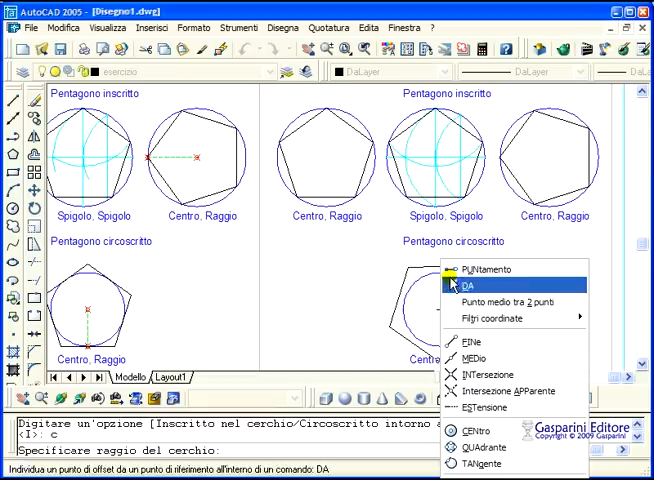 AutoCAD 2005 - [Disegno1.dwg]
File Modifica Visualizza Inserisci Formato Strumenti Disegna Quotatura Edita Finestra ?
esercizio DaLayer DaLayer DaLayer
Pentagono inscritto Pentagono inscritto
Spigolo, Spigolo Centro, Raggio Centro, Raggio Spigolo, Spigolo Centro, Raggio
Pentagono circoscritto Pentagono circoscritto
Centro, Raggio Centro, Raggio
PUNtamento
DA
Punto medio tra 2 punti
Filtri coordinate
FINe
MEDio
INTersezione
Intersezione APParente
ESTensione
CENtro
QUAdrante
TANgente
Modello Layout1
Digitare un'opzione [Inscritto nel cerchio/Circoscritto intorno a
<I>: c
Specificare raggio del cerchio:
Gasparini Editore
Copyright © 2009 Gasparini
Individua un punto di offset da un punto di riferimento all'interno di un comando: DA